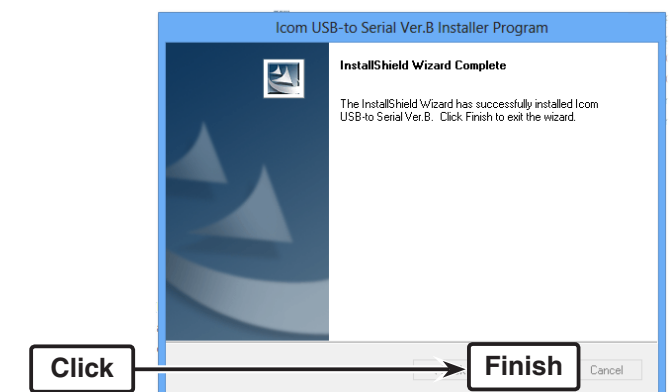 Icom USB-to Serial Ver.B Installer Program
InstallShield Wizard Complete
The InstallShield Wizard has successfully installed Icom
USB-to Serial Ver.B. Click Finish to exit the wizard.
Click
Finish
Cancel